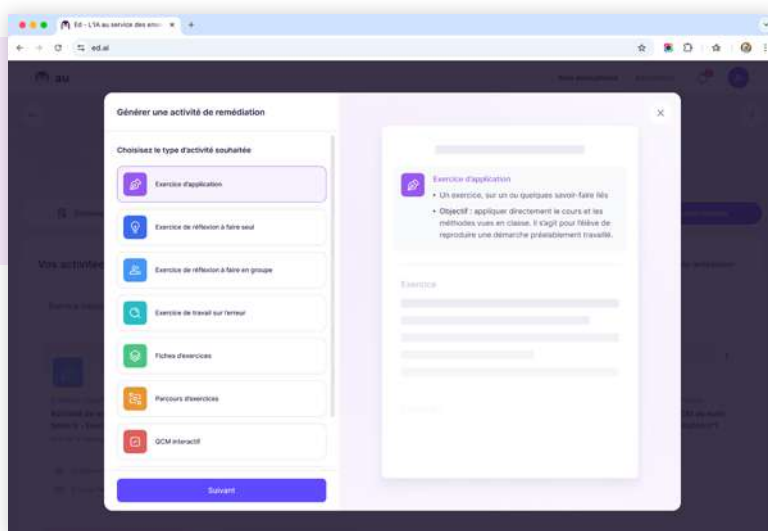 Ed - L'IA au service des ens
ed.ai
au
Générer une activité de remédiation
Choisisez le type d'activité souhaitée
Exercice d'application
Exercice de réflexion à faire seul
Exercice de réflexion à faire en groupe
Exercice de travail sur l'erreur
Fiches d'exercices
Parcours d'exercices
QCM interactif
Suivant
Exercice d'application
• Un exercice, sur un ou quelques savoir-faire liés
• Objectif : appliquer directement le cours et les
méthodes vues en classe. Il s'agit pour l'élève de
reproduire une démarche préalablement travaillé.
Exercice
Vos activités